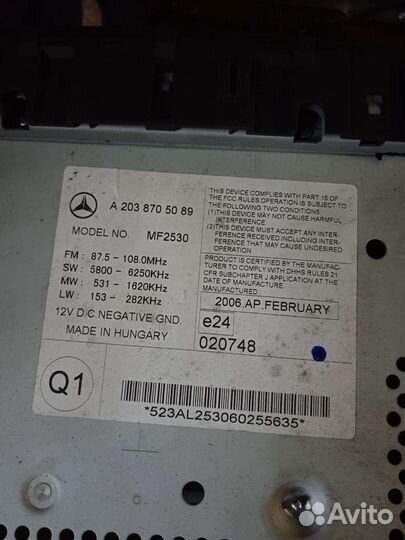 A 203 870 50 89
MODEL NO. MF2530
FM : 87.5 - 108.0MHz
SW : 5800 - 6250KHz
MW : 531 - 1620KHz
LW : 153 - 282KHz
12V D.C. NEGATIVE GND.
MADE IN HUNGARY
THIS DEVICE COMPLIES WITH PART 15 OF
THE FCC RULES OPERATION IS SUBJECT TO
THE FOLLOWING TWO CONDITIONS:
(1)THIS DEVICE MAY NOT CAUSE HARMFUL
INTERFERENCE
(2)THIS DEVICE MUST ACCEPT ANY INTER-
FERENCE RECEIVED INCLUDING INTER-
FERENCE THAT MAY CAUSE UNDESIRED
OPERATION
PRODUCT IS CERTIFIED BY THE MANUFAC-
TURER TO COMPLY WITH DHHS RULES 21
CFR SUBCHAPTER J APPLICATION AT THE
DATE OF MANUFACTURE
MANUFACTURED:
2006.AP.FEBRUARY
e24
020748
Q1
*523AL253060255635*
Avito